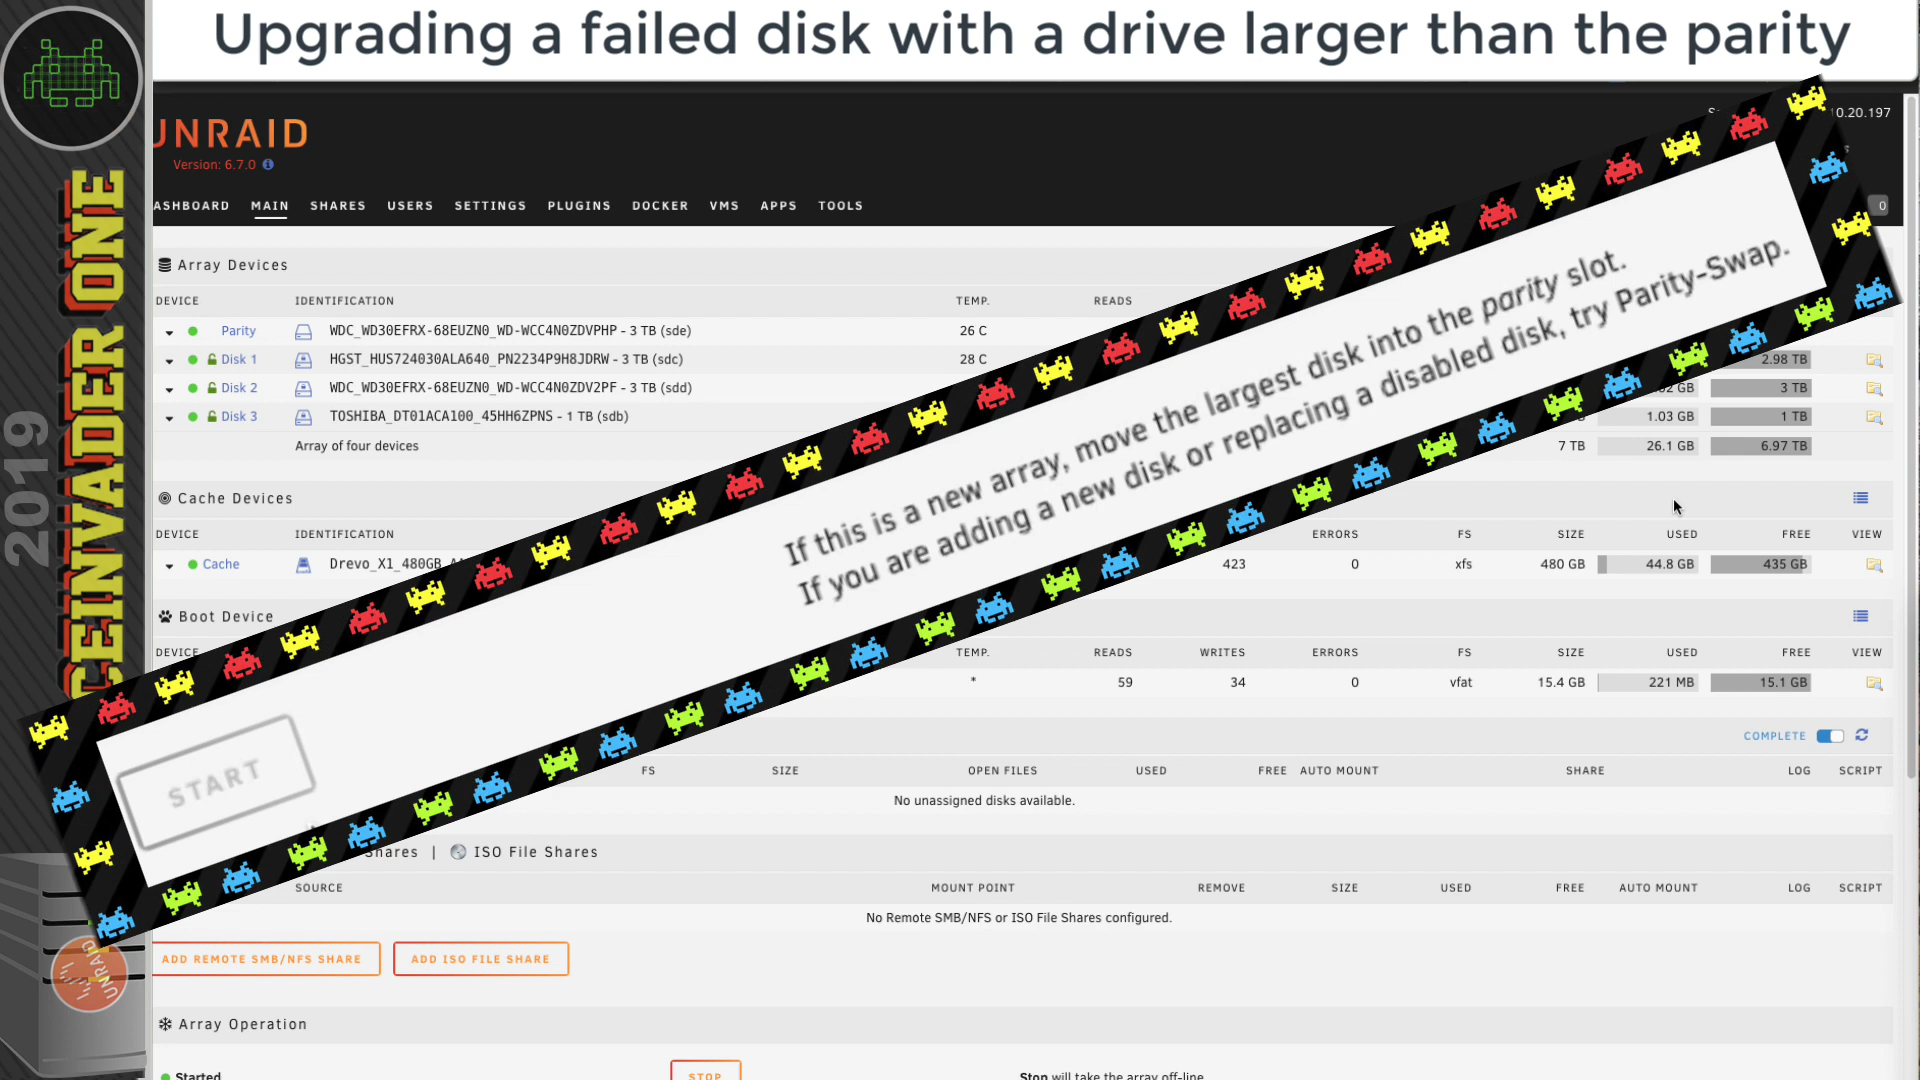 Upgrading a failed disk with a drive larger than the parity
UNRAID
0.20.197
Version: 6.7.0
ASHBOARD MAIN SHARES USERS SETTINGS PLUGINS DOCKER VMS APPS TOOLS
0
Array Devices
DEVICE IDENTIFICATION TEMP. READS
Parity WDC_WD30EFRX-68EUZN0_WD-WCC4N0ZDVPHP - 3 TB (sde) 26 C
Disk 1 HGST_HUS724030ALA640_PN2234P9H8JDRW - 3 TB (sdc) 28 C 2.98 TB
Disk 2 WDC_WD30EFRX-68EUZN0_WD-WCC4N0ZDV2PF - 3 TB (sdd) GB 3 TB
Disk 3 TOSHIBA_DT01ACA100_45HH6ZPNS - 1 TB (sdb) 1.03 GB 1 TB
Array of four devices 7 TB 26.1 GB 6.97 TB
If this is a new array, move the largest disk into the parity slot.
If you are adding a new disk or replacing a disabled disk, try Parity-Swap.
START
Cache Devices
DEVICE IDENTIFICATION ERRORS FS SIZE USED FREE VIEW
Cache Drevo_X1_480GB 423 0 xfs 480 GB 44.8 GB 435 GB
Boot Device
DEVICE TEMP. READS WRITES ERRORS FS SIZE USED FREE VIEW
* 59 34 0 vfat 15.4 GB 221 MB 15.1 GB
COMPLETE
FS SIZE OPEN FILES USED FREE AUTO MOUNT SHARE LOG SCRIPT
No unassigned disks available.
Shares | ISO File Shares
SOURCE MOUNT POINT REMOVE SIZE USED FREE AUTO MOUNT LOG SCRIPT
No Remote SMB/NFS or ISO File Shares configured.
ADD REMOTE SMB/NFS SHARE ADD ISO FILE SHARE
Array Operation
Started STOP Stop will take the array off-line
2019
CEINVADER ONE
UNRAID